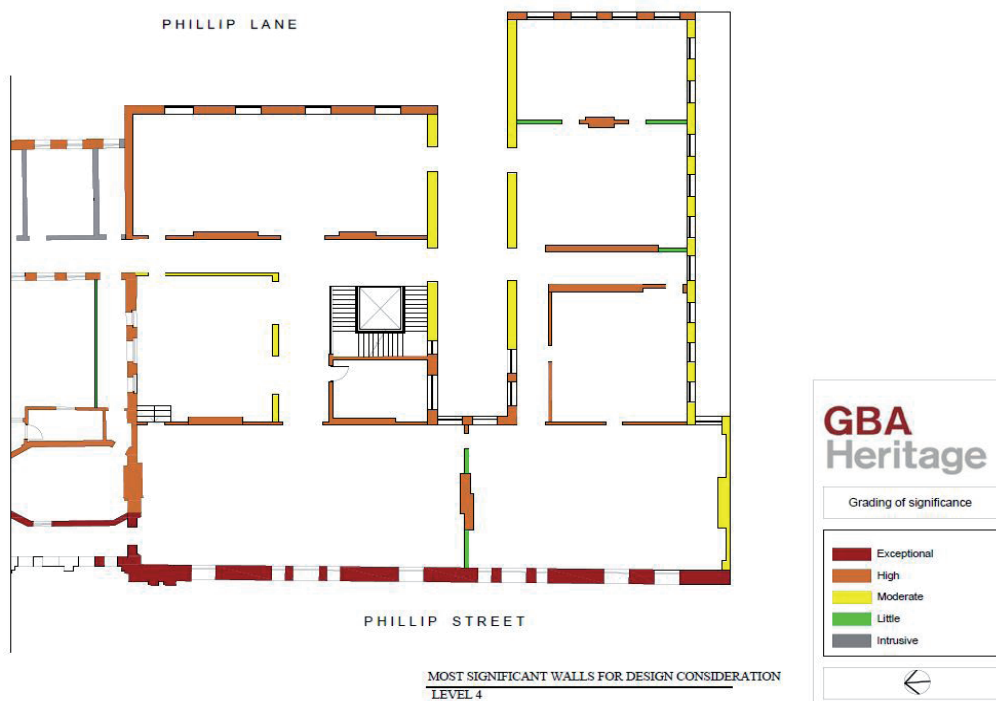 PHILLIP LANE
PHILLIP STREET
MOST SIGNIFICANT WALLS FOR DESIGN CONSIDERATION
LEVEL 4
GBA
Heritage
Grading of significance
Exceptional
High
Moderate
Little
Intrusive